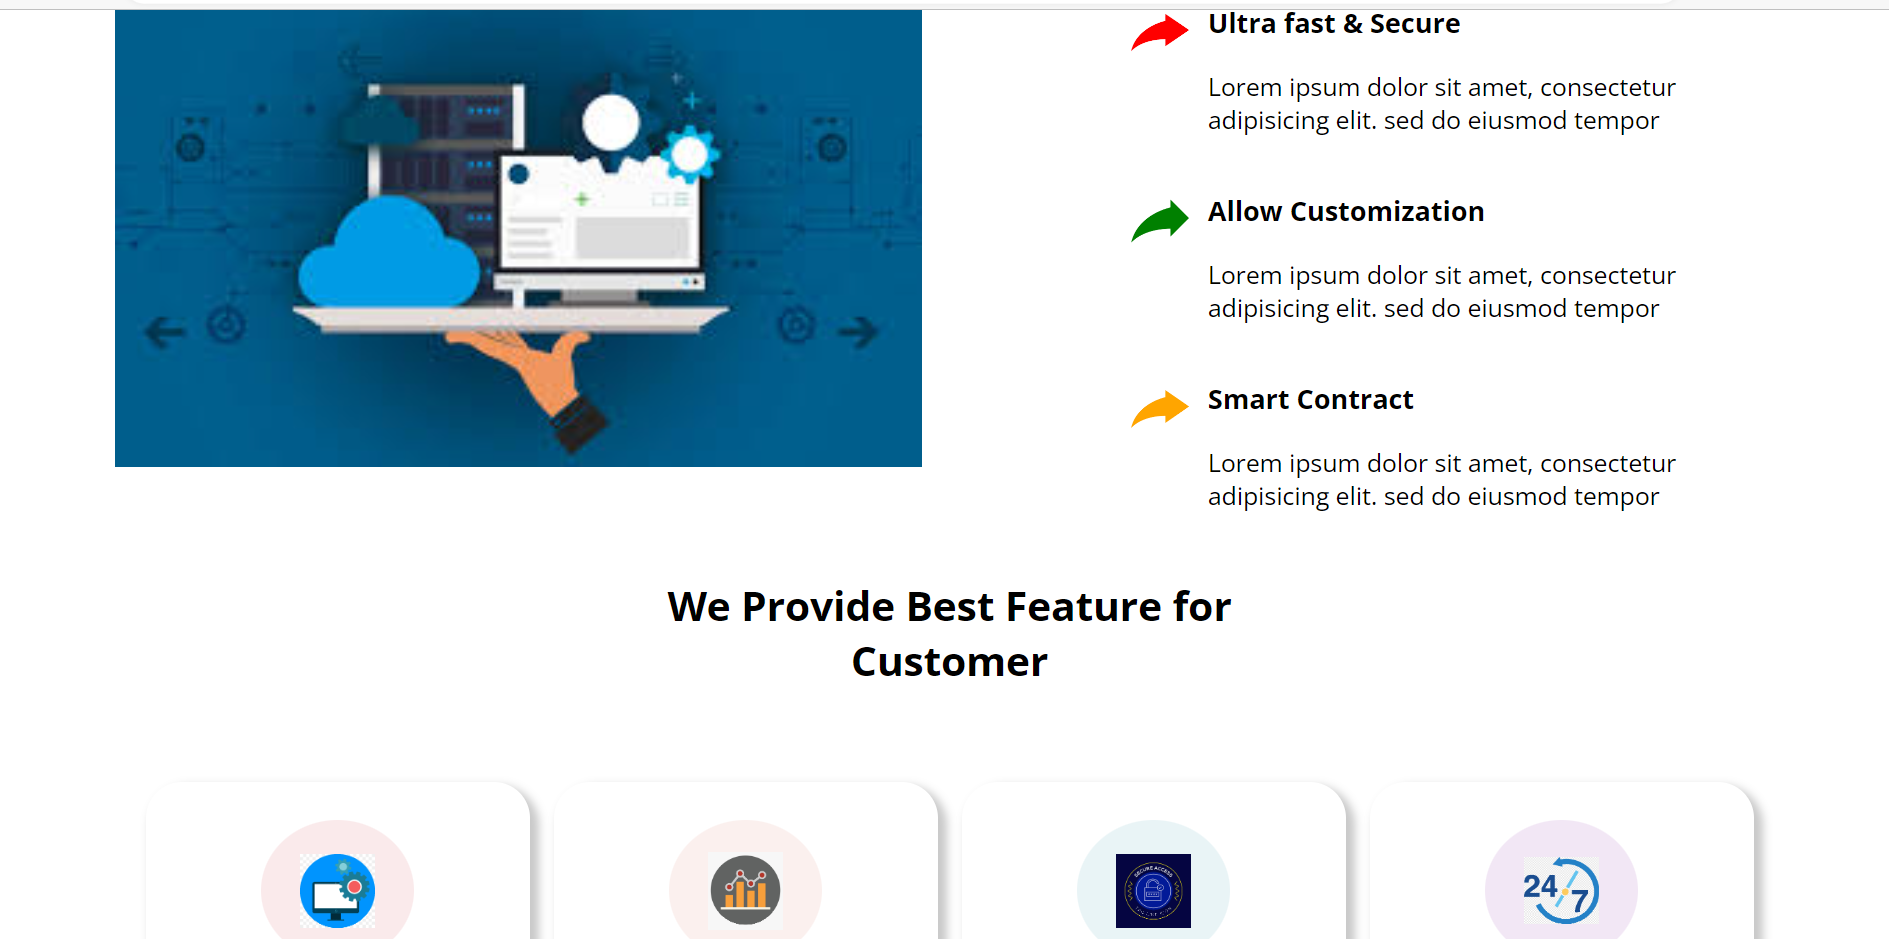 Ultra fast & Secure
Lorem ipsum dolor sit amet, consectetur
adipisicing elit. sed do eiusmod tempor
Allow Customization
Lorem ipsum dolor sit amet, consectetur
adipisicing elit. sed do eiusmod tempor
Smart Contract
Lorem ipsum dolor sit amet, consectetur
adipisicing elit. sed do eiusmod tempor
We Provide Best Feature for
Customer
SECURE ACCESS
24
7